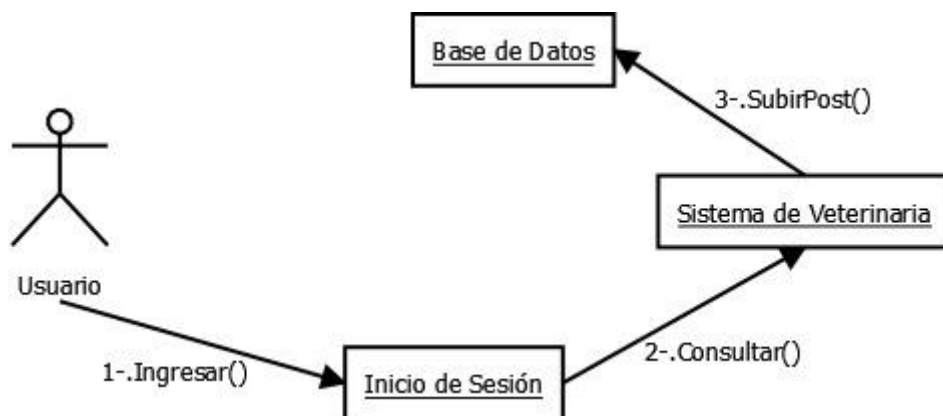 Base de Datos
3-.SubirPost()
Sistema de Veterinaria
Usuario
2-.Consultar()
1-.Ingresar()
Inicio de Sesión